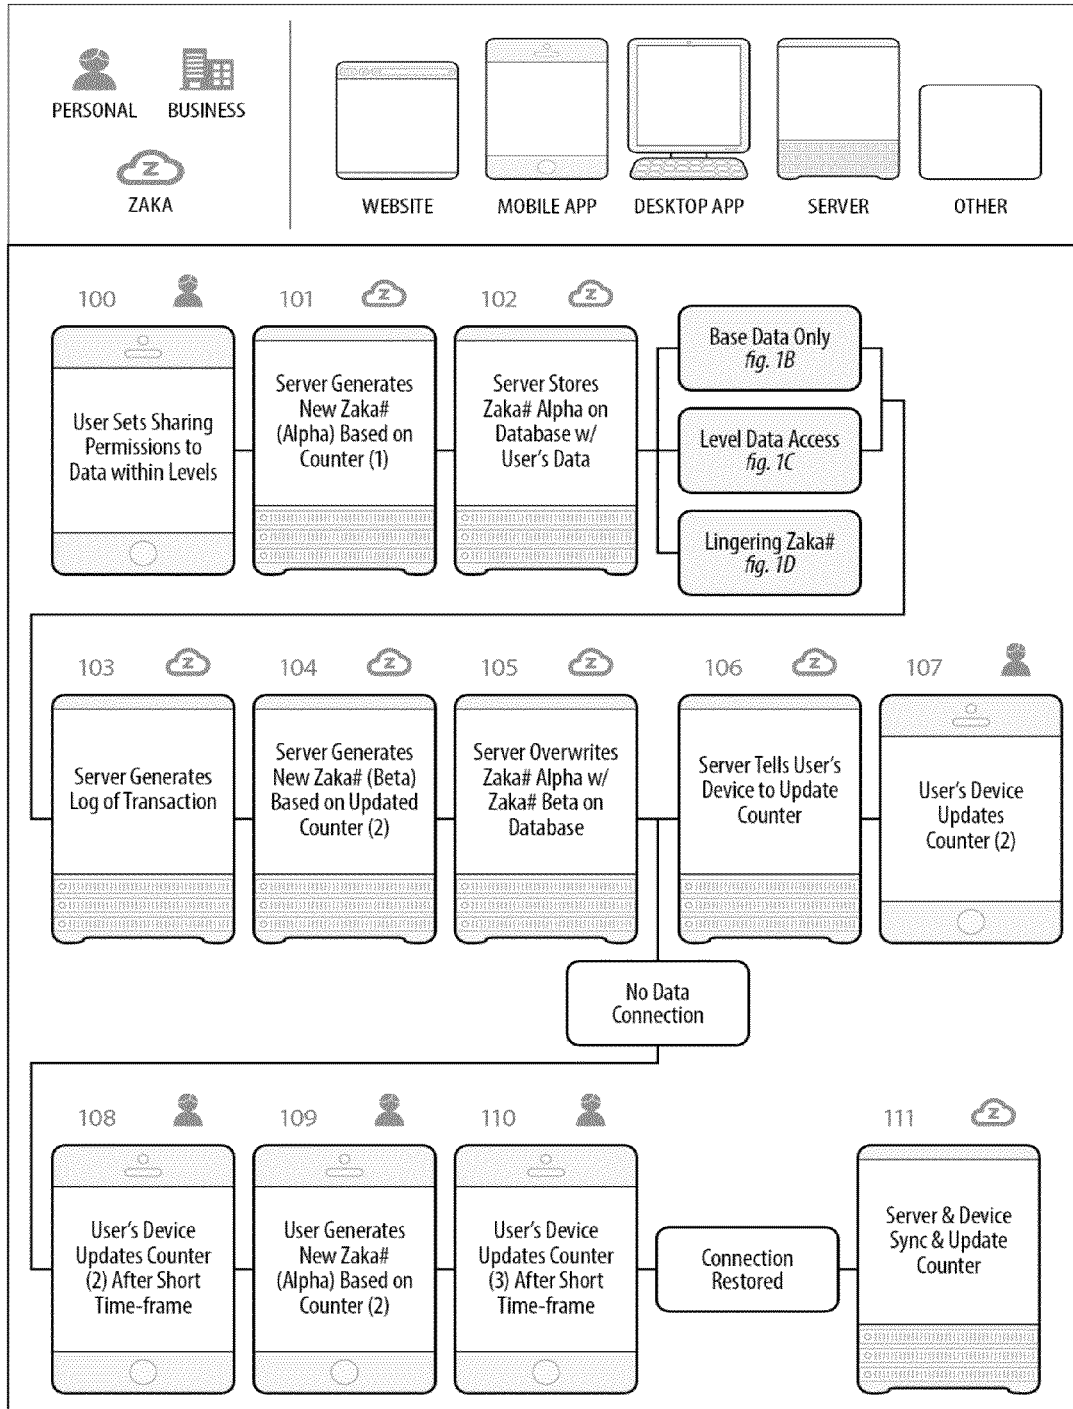 PERSONAL
BUSINESS
Z
ZAKA
WEBSITE
MOBILE APP
DESKTOP APP
SERVER
OTHER
100
User Sets Sharing
Permissions to
Data within Levels
101
Z
Server Generates
New Zaka#
(Alpha) Based on
Counter (1)
102
Z
Server Stores
Zaka# Alpha on
Database w/
User's Data
Base Data Only
fig. 1B
Level Data Access
fig. 1C
Lingering Zaka#
fig. 1D
103
Z
Server Generates
Log of Transaction
104
Z
Server Generates
New Zaka# (Beta)
Based on Updated
Counter (2)
105
Z
Server Overwrites
Zaka# Alpha w/
Zaka# Beta on
Database
106
Z
Server Tells User's
Device to Update
Counter
107
User's Device
Updates
Counter (2)
No Data
Connection
108
User's Device
Updates Counter
(2) After Short
Time-frame
109
User Generates
New Zaka#
(Alpha) Based on
Counter (2)
110
User's Device
Updates Counter
(3) After Short
Time-frame
Connection
Restored
111
Z
Server & Device
Sync & Update
Counter